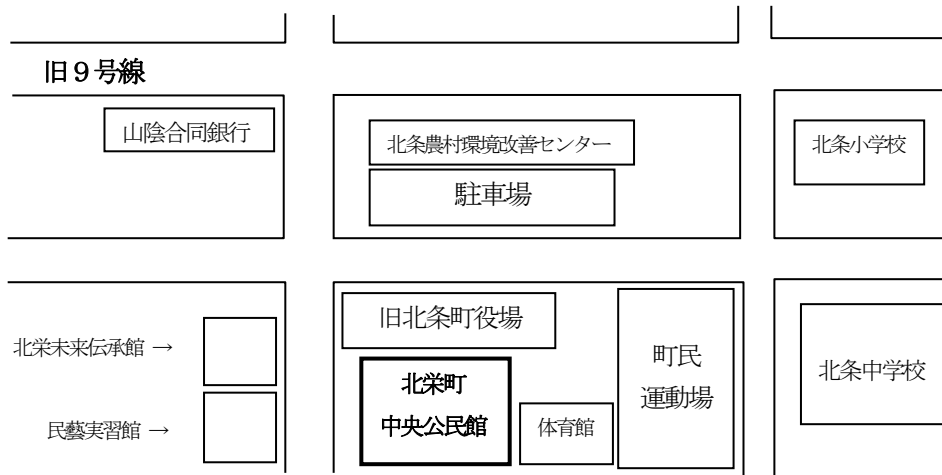 旧９号線
山陰合同銀行
北条農村環境改善センター
北条小学校
駐車場
旧北条町役場
町民
運動場
北栄未来伝承館 →
北栄町
中央公民館
北条中学校
民藝実習館 →
体育館